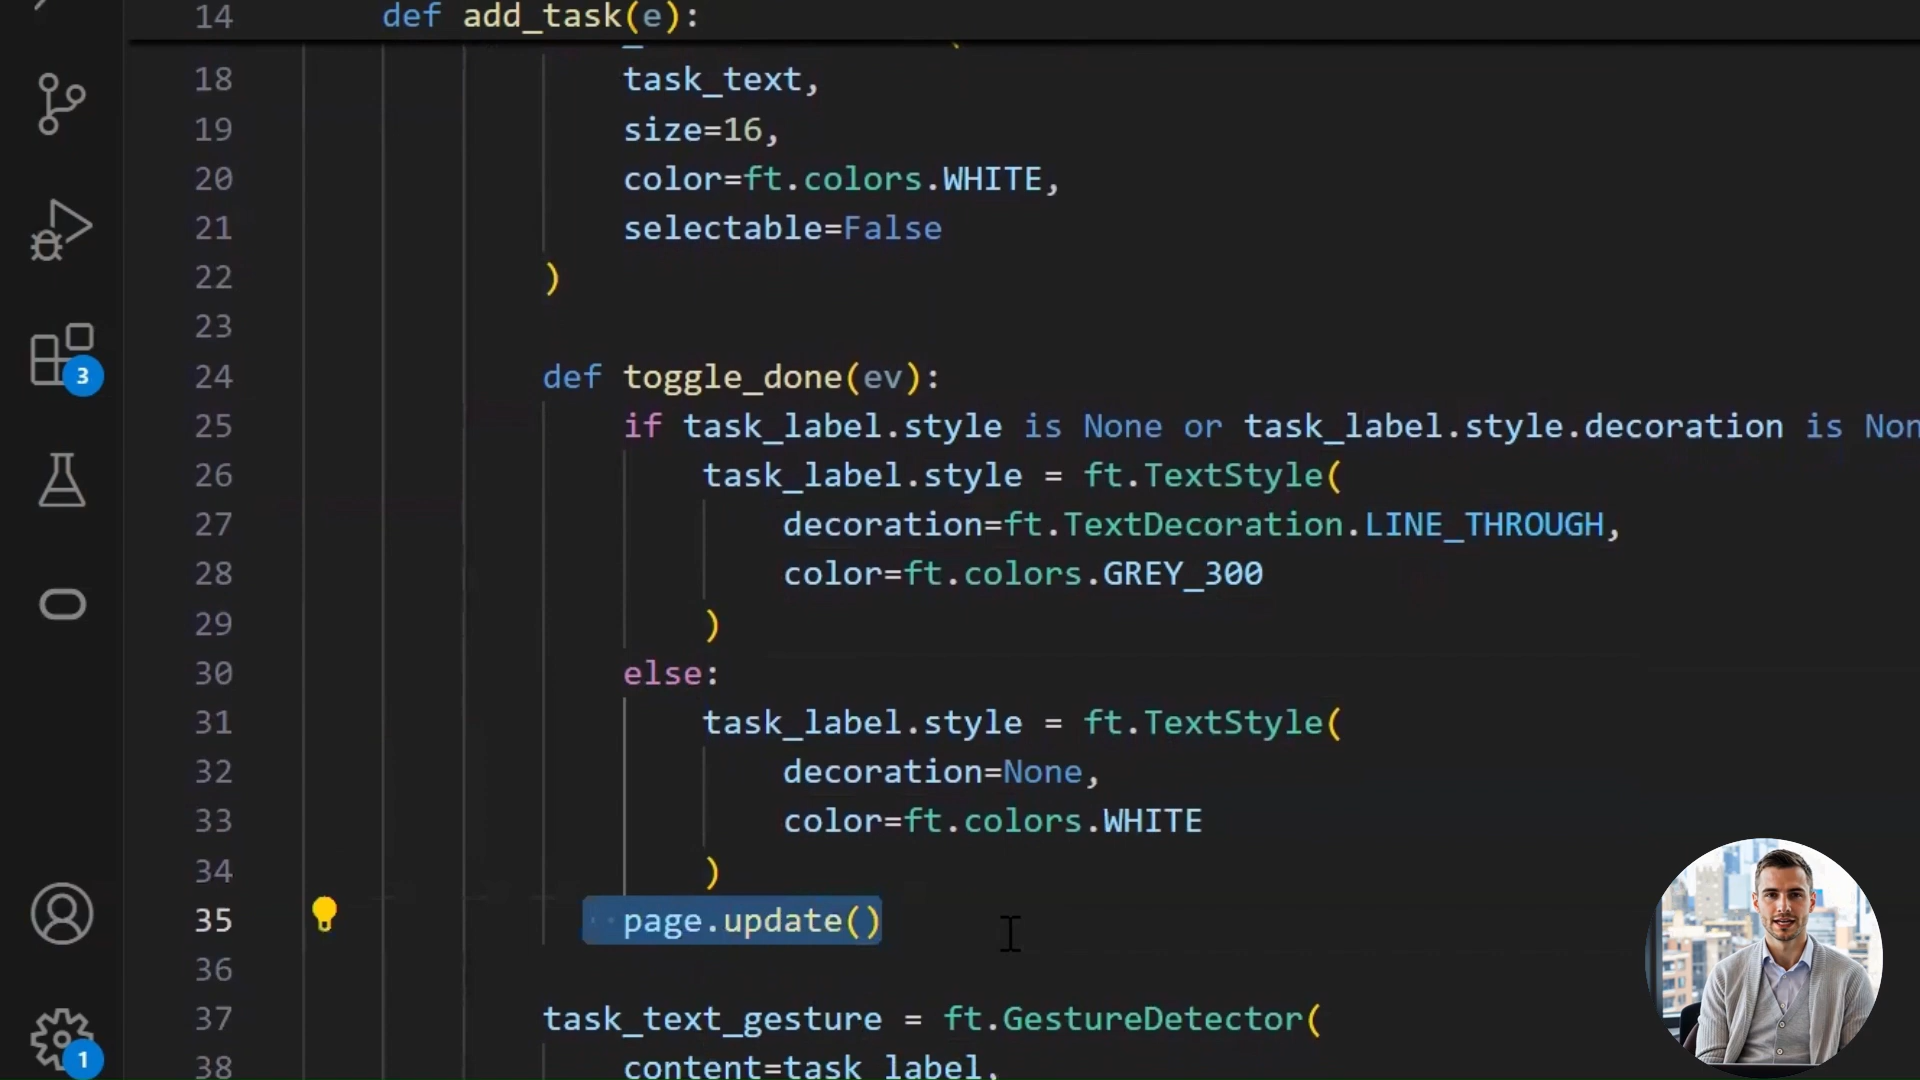 14 def add_task(e):
18 task_text,
19 size=16,
20 color=ft.colors.WHITE,
21 selectable=False
22 )
23
24 def toggle_done(ev):
25 if task_label.style is None or task_label.style.decoration is Non
26 task_label.style = ft.TextStyle(
27 decoration=ft.TextDecoration.LINE_THROUGH,
28 color=ft.colors.GREY_300
29 )
30 else:
31 task_label.style = ft.TextStyle(
32 decoration=None,
33 color=ft.colors.WHITE
34 )
35 page.update()
36
37 task_text_gesture = ft.GestureDetector(
38 content=task_label,
3
1